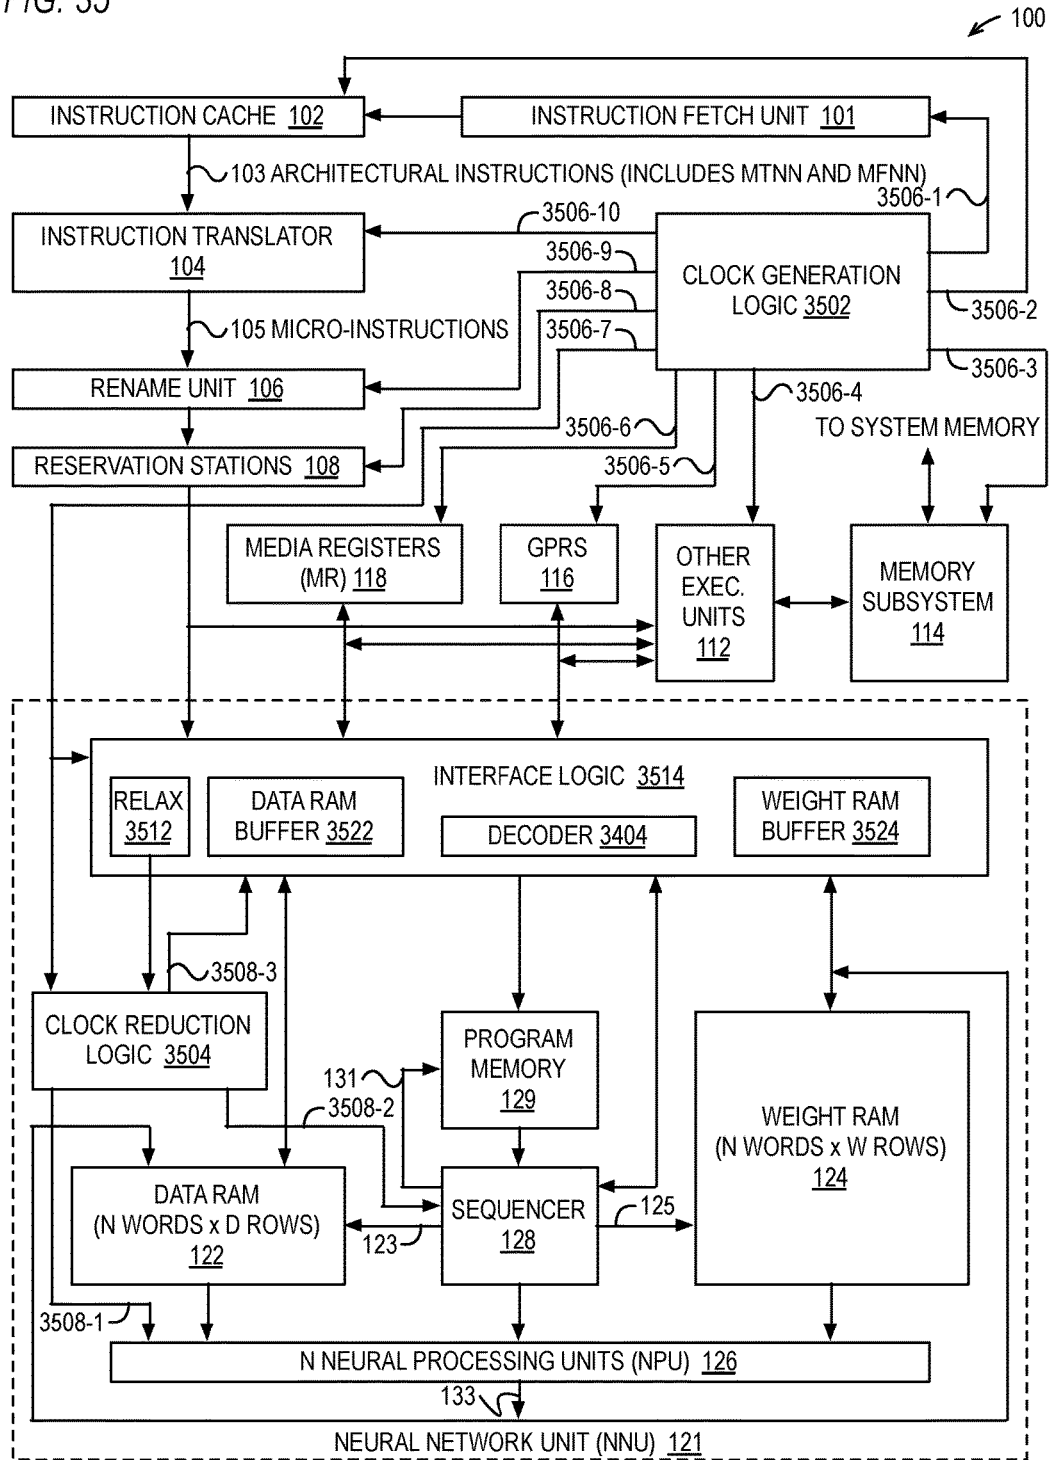 FIG. 35
100
INSTRUCTION CACHE 102
INSTRUCTION FETCH UNIT 101
103 ARCHITECTURAL INSTRUCTIONS (INCLUDES MTNN AND MFNN)
3506-1
3506-10
INSTRUCTION TRANSLATOR
104
3506-9
3506-8
3506-7
CLOCK GENERATION
LOGIC 3502
3506-2
3506-3
105 MICRO-INSTRUCTIONS
RENAME UNIT 106
3506-4
3506-6
TO SYSTEM MEMORY
RESERVATION STATIONS 108
3506-5
MEDIA REGISTERS
(MR) 118
GPRS
116
OTHER
EXEC.
UNITS
112
MEMORY
SUBSYSTEM
114
INTERFACE LOGIC 3514
RELAX
3512
DATA RAM
BUFFER 3522
DECODER 3404
WEIGHT RAM
BUFFER 3524
3508-3
CLOCK REDUCTION
LOGIC 3504
PROGRAM
MEMORY
129
131
3508-2
WEIGHT RAM
(N WORDS x W ROWS)
124
DATA RAM
(N WORDS x D ROWS)
122
SEQUENCER
128
123
125
3508-1
N NEURAL PROCESSING UNITS (NPU) 126
133
NEURAL NETWORK UNIT (NNU) 121